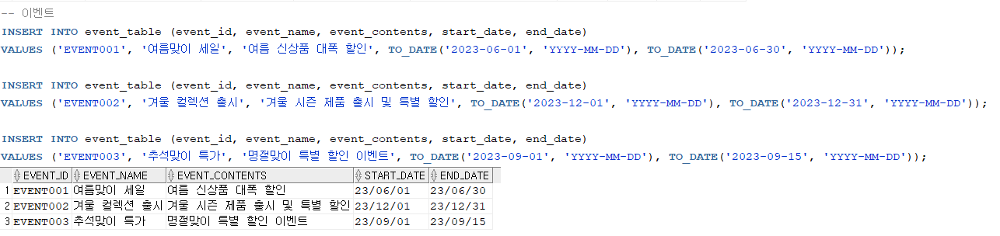 -- 이벤트
INSERT INTO event_table (event_id, event_name, event_contents, start_date, end_date)
VALUES ('EVENT001', '여름맞이 세일', '여름 신상품 대폭 할인', TO_DATE('2023-06-01', 'YYYY-MM-DD'), TO_DATE('2023-06-30', 'YYYY-MM-DD'));
INSERT INTO event_table (event_id, event_name, event_contents, start_date, end_date)
VALUES ('EVENT002', '겨울 컬렉션 출시', '겨울 시즌 제품 출시 및 특별 할인', TO_DATE('2023-12-01', 'YYYY-MM-DD'), TO_DATE('2023-12-31', 'YYYY-MM-DD'));
INSERT INTO event_table (event_id, event_name, event_contents, start_date, end_date)
VALUES ('EVENT003', '추석맞이 특가', '명절맞이 특별 할인 이벤트', TO_DATE('2023-09-01', 'YYYY-MM-DD'), TO_DATE('2023-09-15', 'YYYY-MM-DD'));
EVENT_ID EVENT_NAME EVENT_CONTENTS START_DATE END_DATE
1 EVENT001 여름맞이 세일 여름 신상품 대폭 할인 23/06/01 23/06/30
2 EVENT002 겨울 컬렉션 출시 겨울 시즌 제품 출시 및 특별 할인 23/12/01 23/12/31
3 EVENT003 추석맞이 특가 명절맞이 특별 할인 이벤트 23/09/01 23/09/15